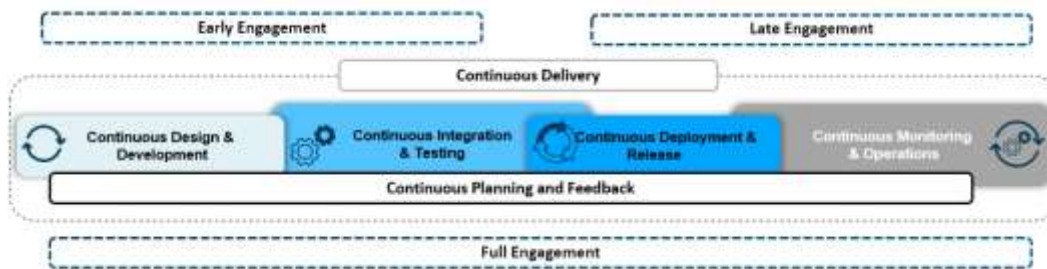 Early Engagement
Late Engagement
Continuous Delivery
Continuous Design &
Development
Continuous Integration
& Testing
Continuous Deployment &
Release
Continuous Monitoring
& Operations
Continuous Planning and Feedback
Full Engagement